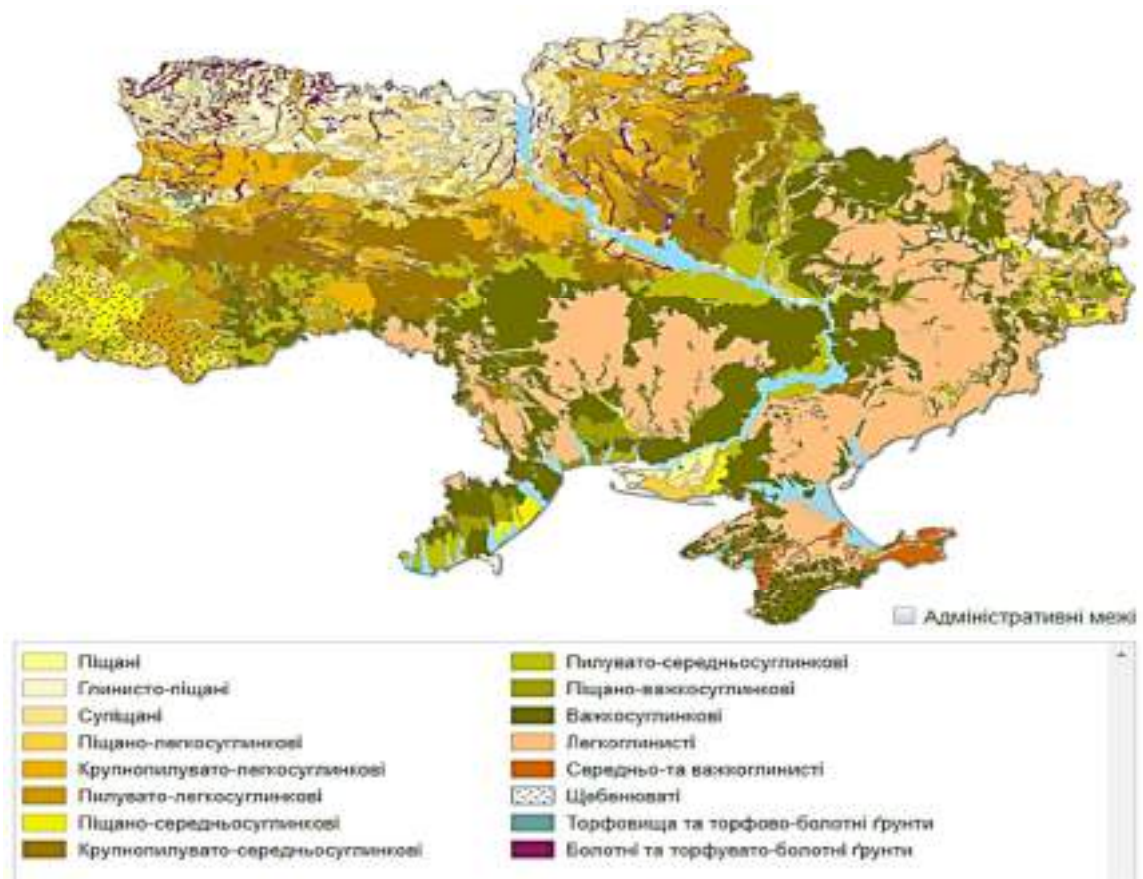 Адміністративні межі
Піщані
Глинисто-піщані
Супіщані
Піщано-легкосуглинкові
Крупнопилувато-легкосуглинкові
Пилувато-легкосуглинкові
Піщано-середньосуглинкові
Крупнопилувато-середньосуглинкові
Пилувато-середньосуглинкові
Піщано-важкосуглинкові
Важкосуглинкові
Легкоглинисті
Середньо-та важкоглинисті
Щебенюваті
Торфовища та торфово-болотні ґрунти
Болотні та торфувато-болотні ґрунти